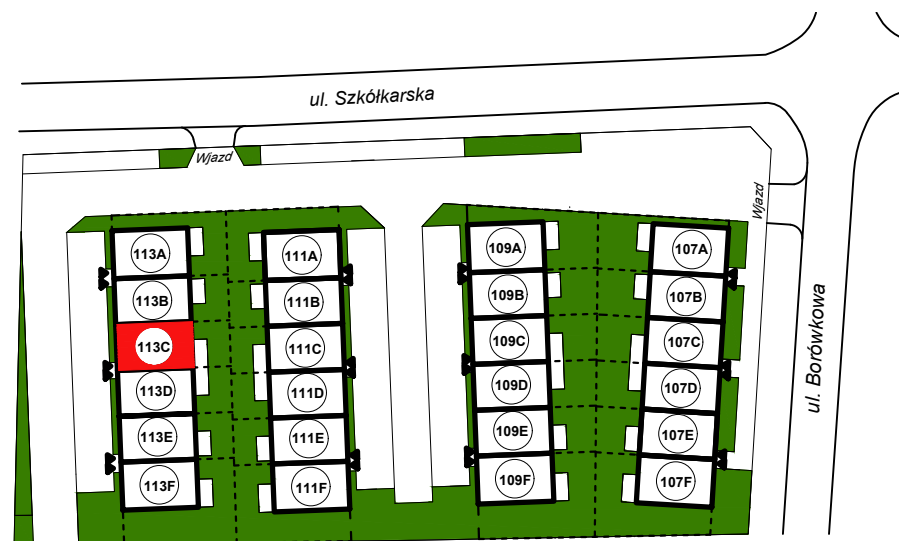 ul. Szkółkarska
Wjazd
Wjazd
ul. Borówkowa
113A
113B
113C
113D
113E
113F
111A
111B
111C
111D
111E
111F
109A
109B
109C
109D
109E
109F
107A
107B
107C
107D
107E
107F